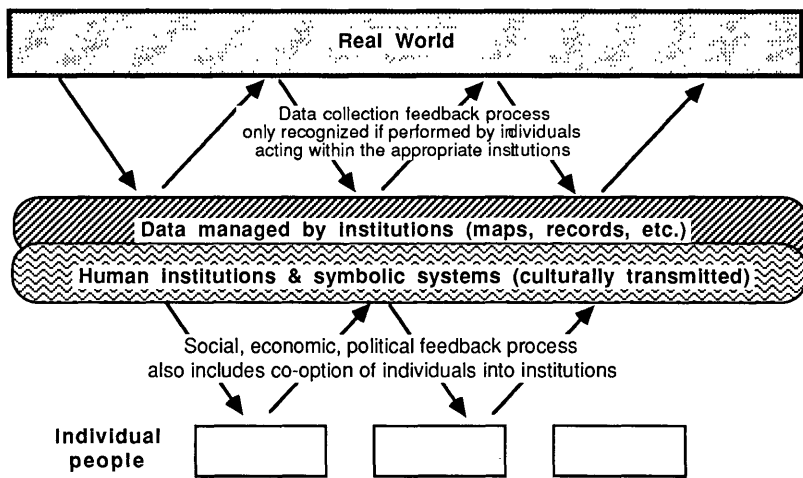 Real World
Data collection feedback process
only recognized if performed by individuals
acting within the appropriate institutions
Data managed by institutions (maps, records, etc.)
Human institutions & symbolic systems (culturally transmitted)
Social, economic, political feedback process
also includes co-option of individuals into institutions
Individual
people